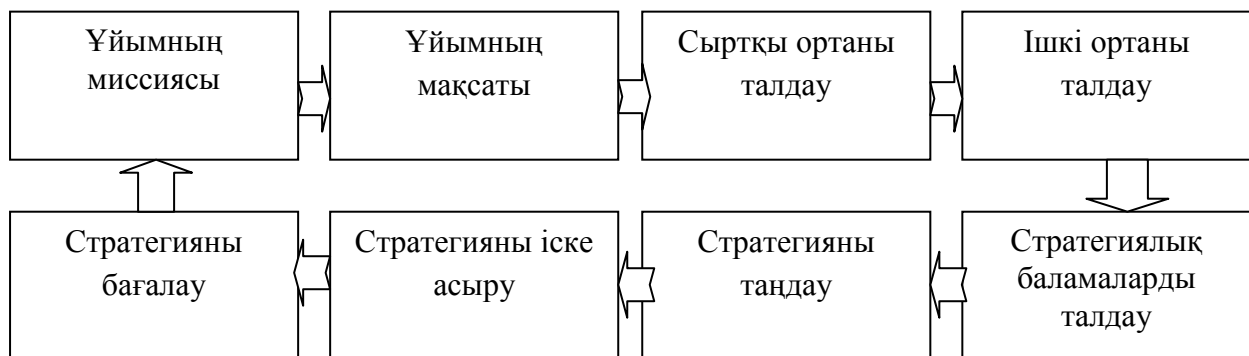 Ұйымның
миссиясы
Ұйымның
мақсаты
Сыртқы ортаны
талдау
Ішкі ортаны
талдау
Стратегияны
бағалау
Стратегияны іске
асыру
Стратегияны
таңдау
Стратегиялық
баламаларды
талдау